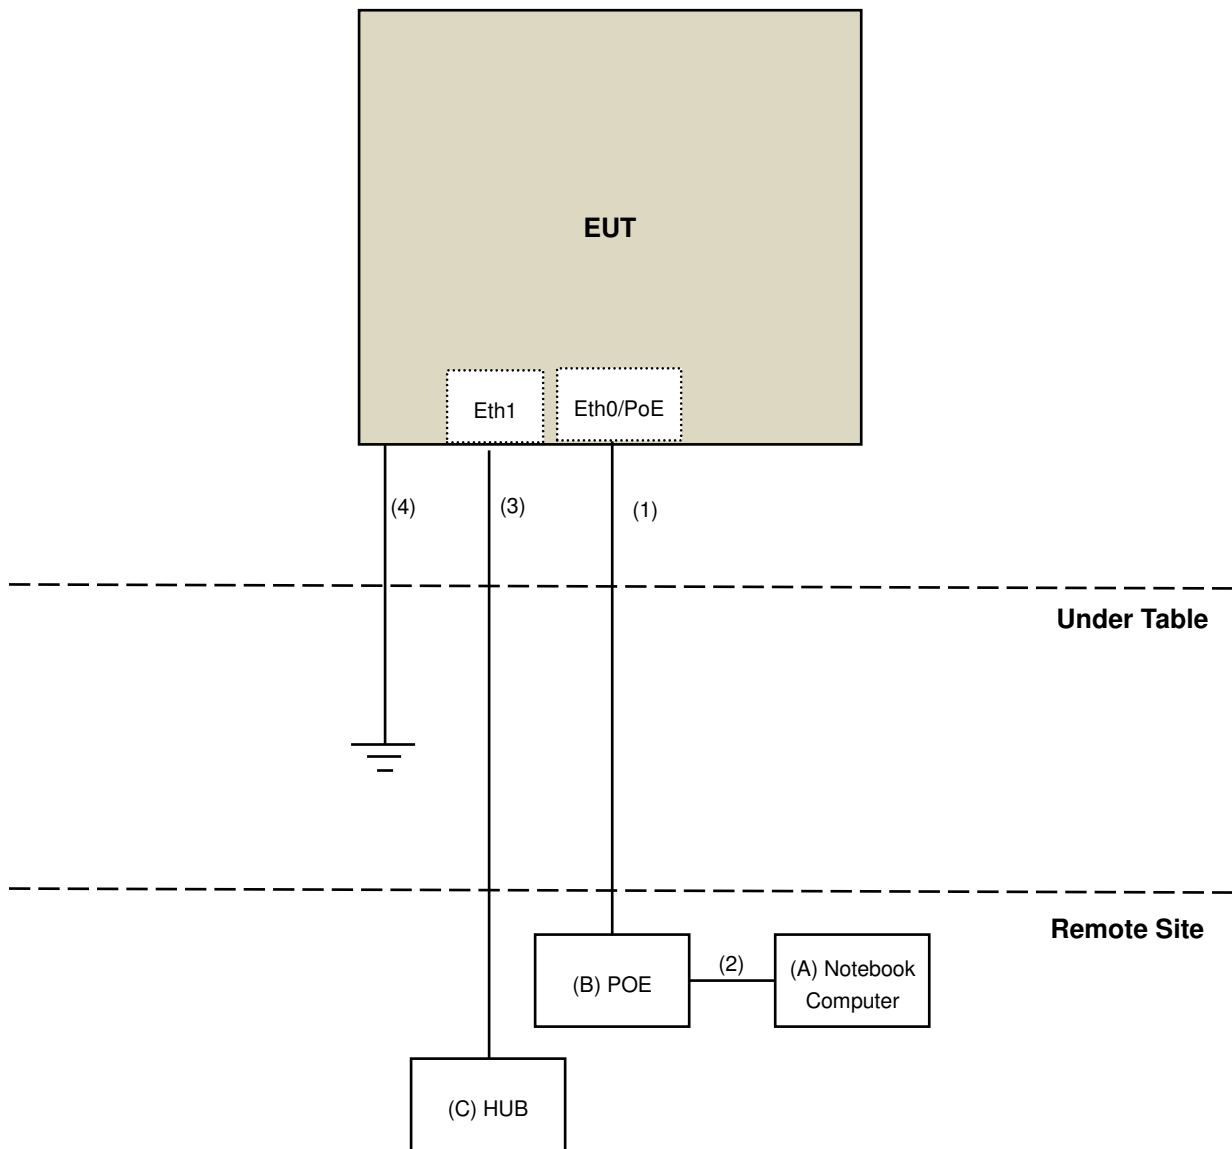 EUT
Eth1
Eth0/PoE
(4)
(3)
(1)
Under Table
Remote Site
(B) POE
(2)
(A) Notebook
Computer
(C) HUB